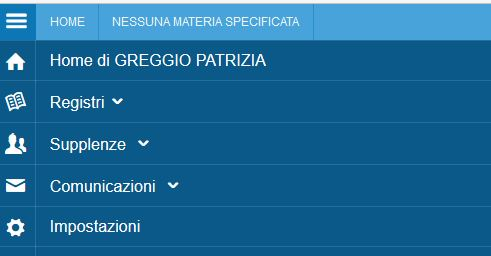 HOME NESSUNA MATERIA SPECIFICATA
Home di GREGGIO PATRIZIA
Registri
Supplenze
Comunicazioni
Impostazioni